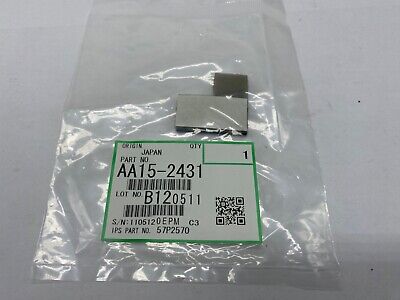 ORIGIN QTY
JAPAN 1
PART NO.
AA15-2431
LOT NO B120511
S/N:1105120EPM C3
IPS PART NO. 57P2570